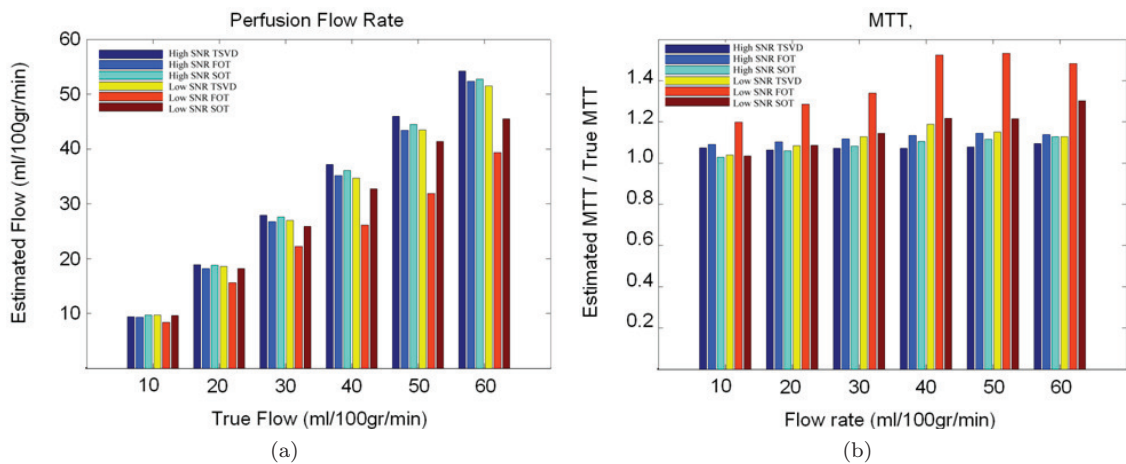 Perfusion Flow Rate
60
50
40
30
20
10
Estimated Flow (ml/100gr/min)
High SNR TSVD
High SNR FOT
High SNR SOT
Low SNR TSVD
Low SNR FOT
Low SNR SOT
10 20 30 40 50 60
True Flow (ml/100gr/min)
(a)
MTT,
1.4
1.2
1.0
0.8
0.6
0.4
0.2
Estimated MTT / True MTT
High SNR TSVD
High SNR FOT
High SNR SOT
Low SNR TSVD
Low SNR FOT
Low SNR SOT
10 20 30 40 50 60
Flow rate (ml/100gr/min)
(b)